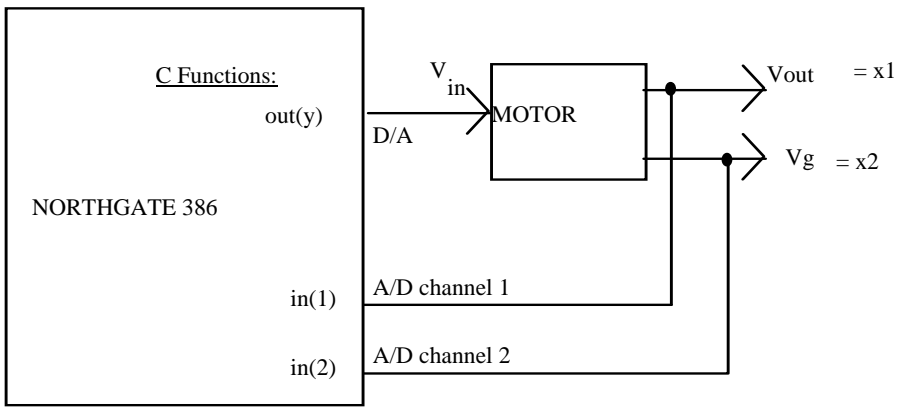 C Functions:
out(y)
D/A
V
in
MOTOR
Vout = x1
Vg = x2
NORTHGATE 386
in(1)
A/D channel 1
in(2)
A/D channel 2